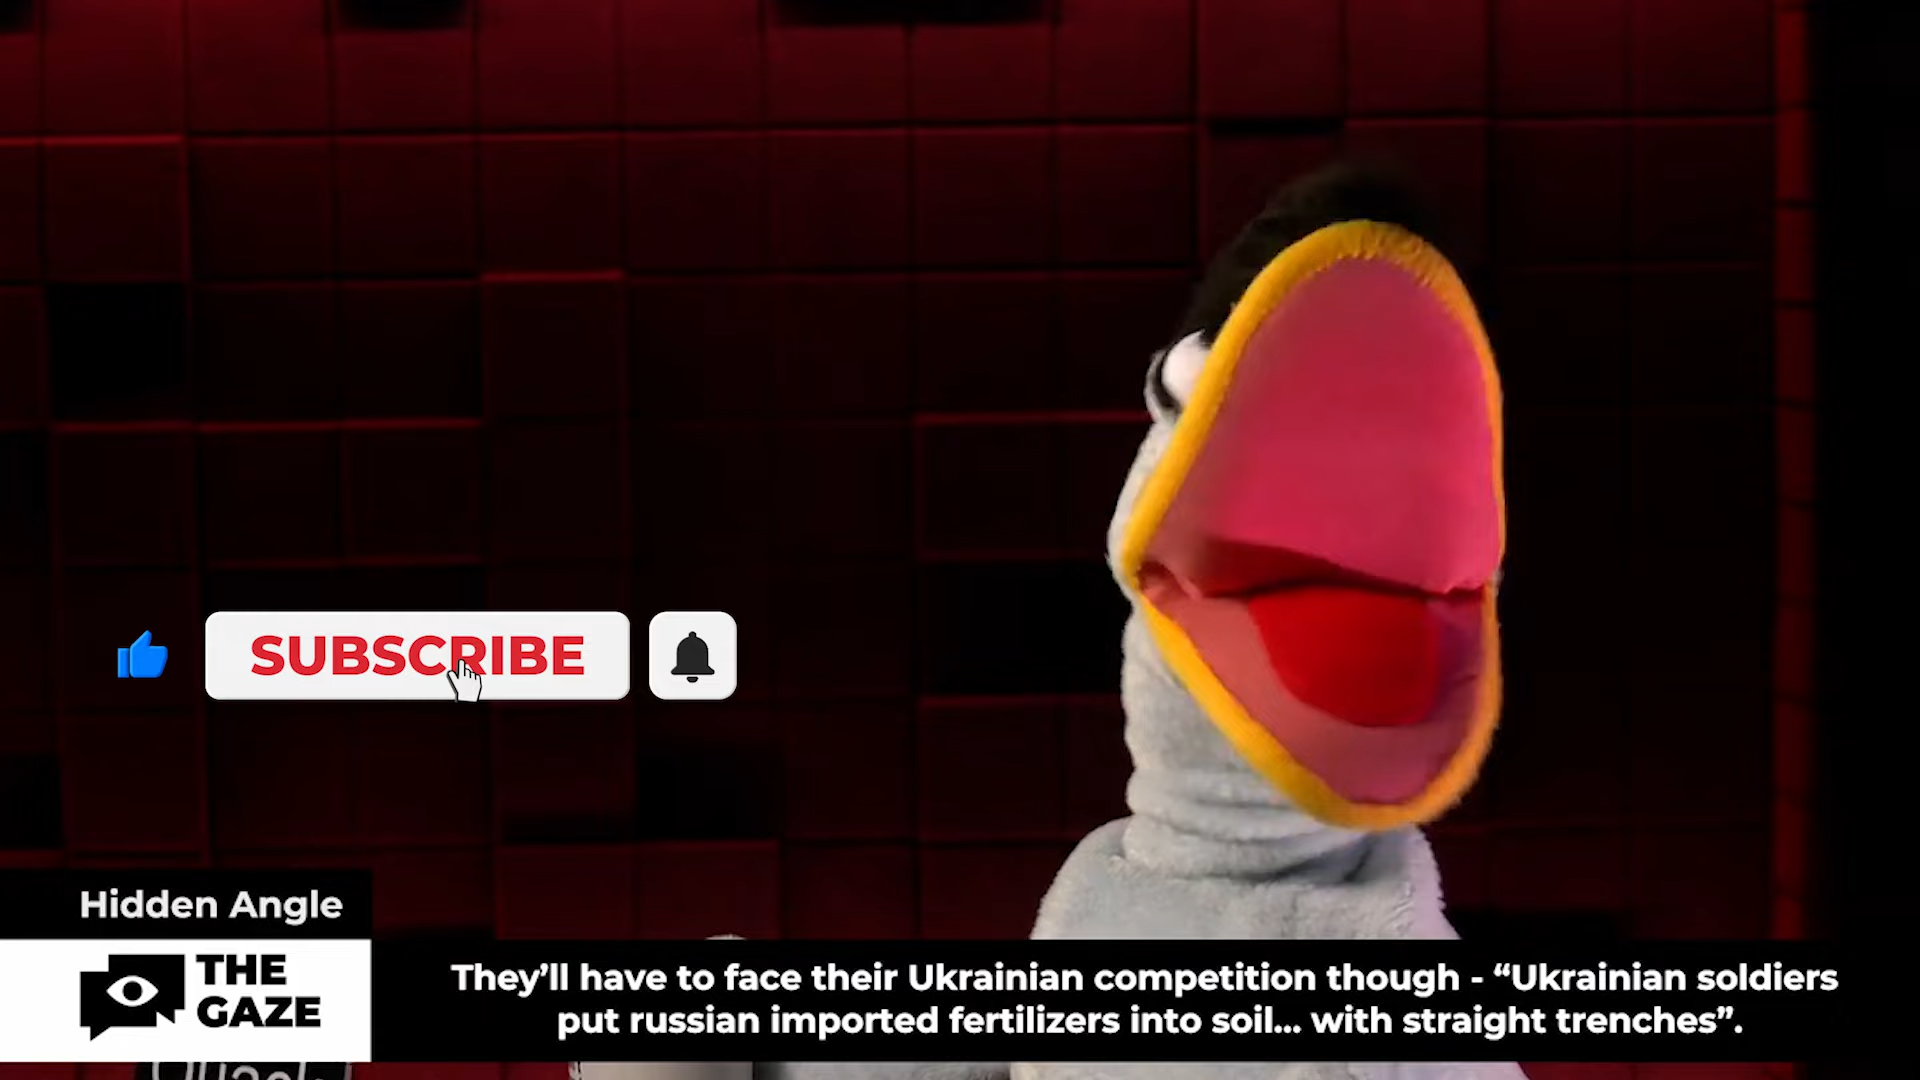 SUBSCRIBE
Hidden Angle
THE
GAZE
They’ll have to face their Ukrainian competition though - “Ukrainian soldiers
put russian imported fertilizers into soil... with straight trenches”.